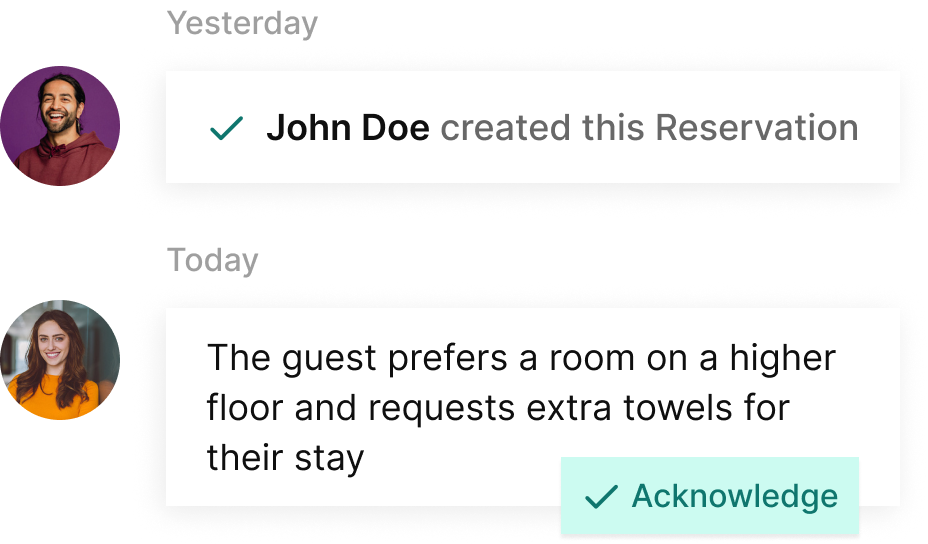 Yesterday
John Doe created this Reservation
Today
The guest prefers a room on a higher
floor and requests extra towels for
their stay
Acknowledge